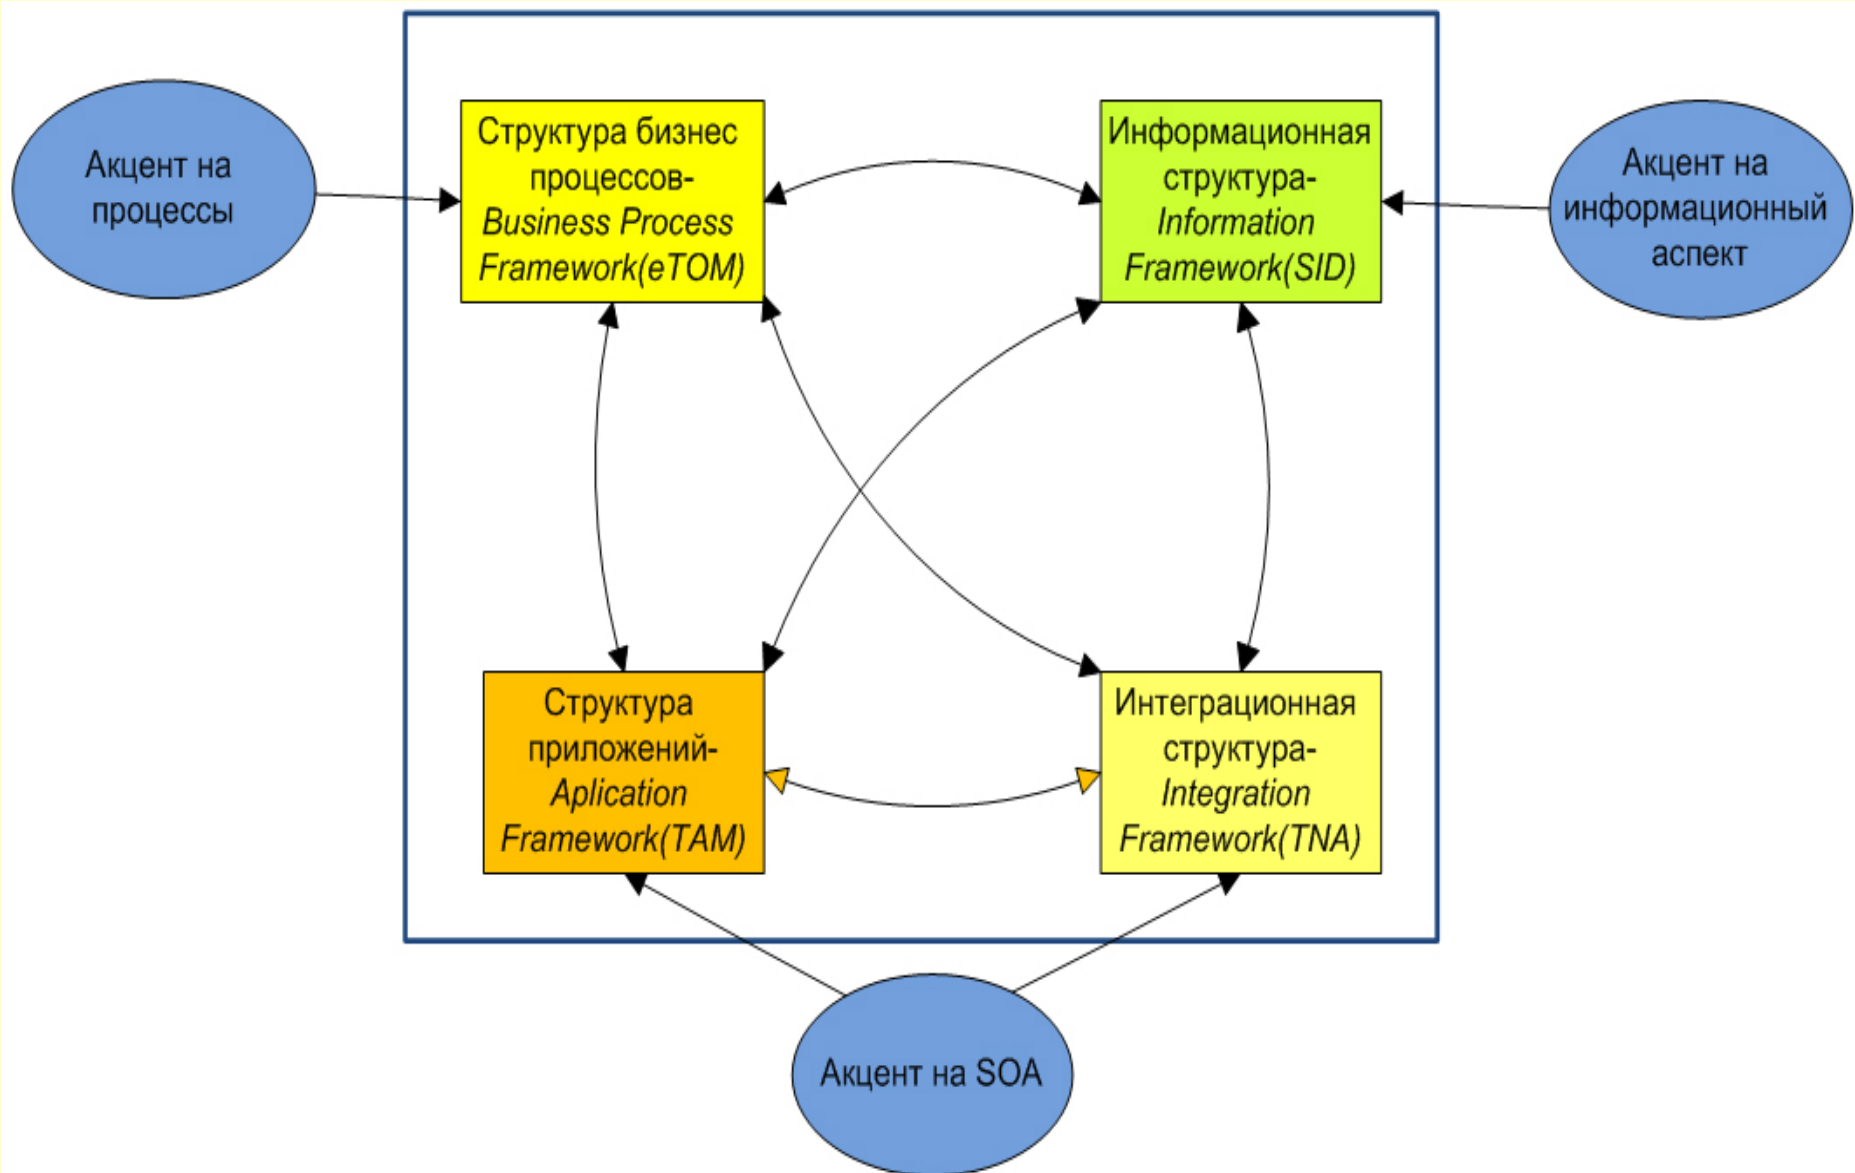 Акцент на
процессы
Структура бизнес
процессов-
Business Process
Framework(eTOM)
Информационная
структура-
Information
Framework(SID)
Акцент на
информационный
аспект
Структура
приложений-
Aplication
Framework(TAM)
Интеграционная
структура-
Integration
Framework(TNA)
Акцент на SOA